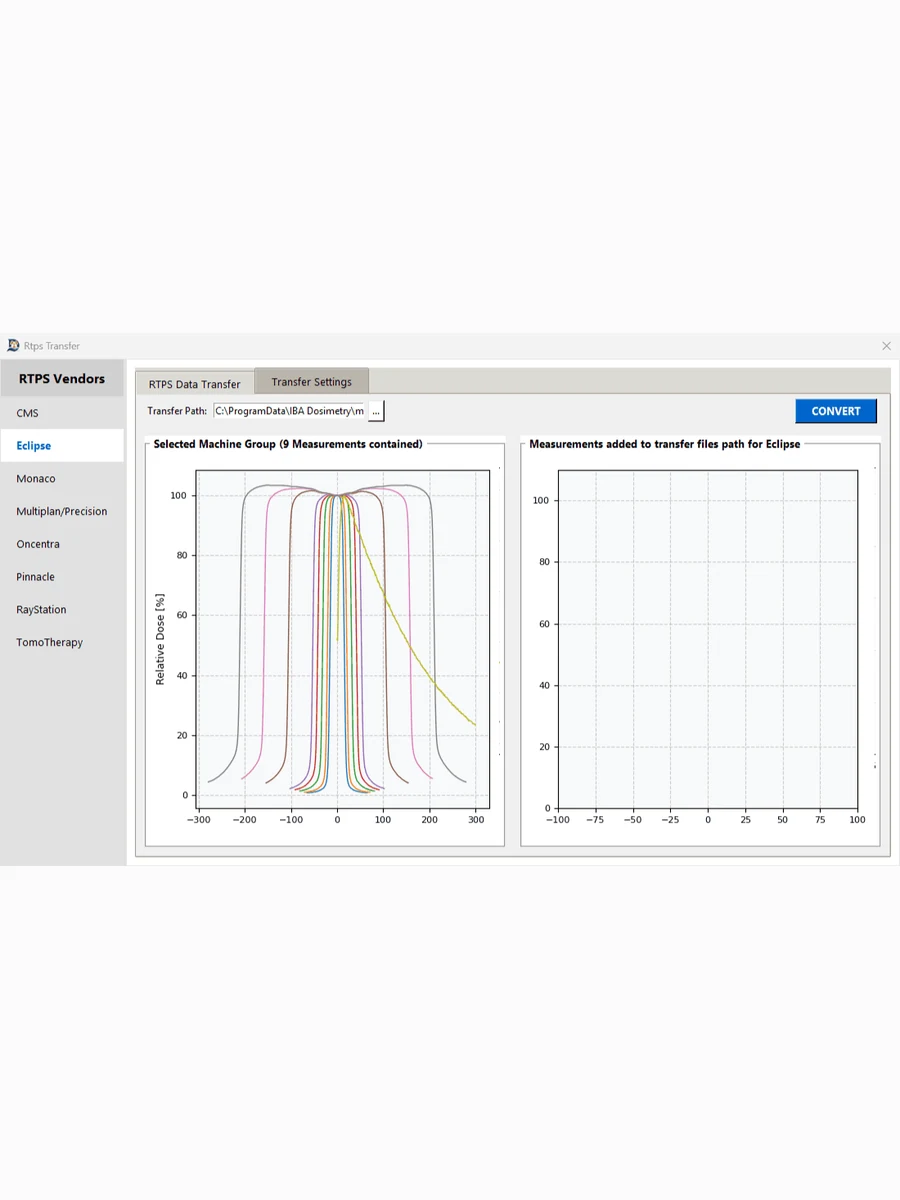 Rtps Transfer
RTPS Vendors
CMS
Eclipse
Monaco
Multiplan/Precision
Oncentra
Pinnacle
RayStation
TomoTherapy
RTPS Data Transfer
Transfer Settings
Transfer Path: C:\ProgramData\IBA Dosimetry\m ...
CONVERT
Selected Machine Group (9 Measurements contained)
Relative Dose [%]
100
80
60
40
20
0
−300 −200 −100 0 100 200 300
Measurements added to transfer files path for Eclipse
100
80
60
40
20
0
−100 −75 −50 −25 0 25 50 75 100